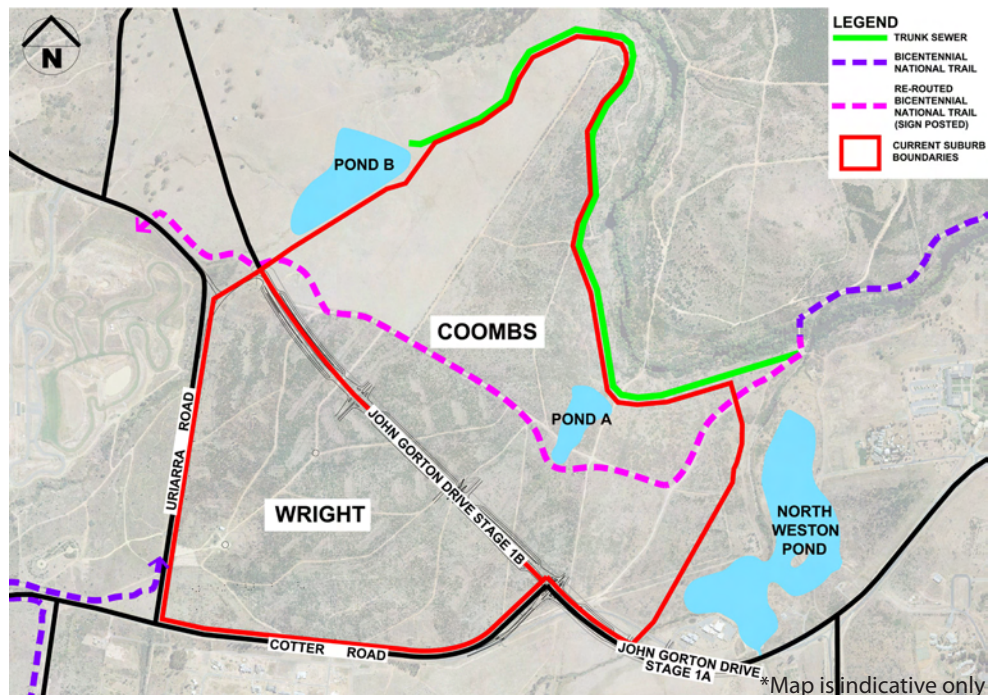 N
LEGEND
TRUNK SEWER
BICENTENNIAL
NATIONAL TRAIL
RE-ROUTED
BICENTENNIAL
NATIONAL TRAIL
(SIGN POSTED)
CURRENT SUBURB
BOUNDARIES
POND B
COOMBS
POND A
URIARRA ROAD
JOHN GORTON DRIVE STAGE 1B
WRIGHT
NORTH
WESTON
POND
COTTER ROAD
JOHN GORTON DRIVE
STAGE 1A
*Map is indicative only